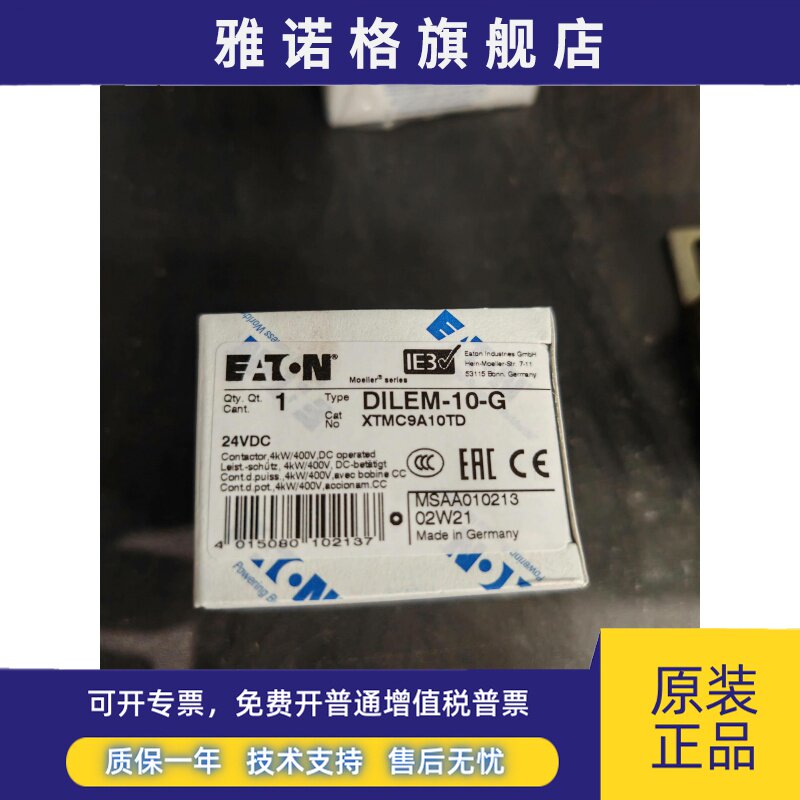 雅诺格旗舰店
EATON®
Moeller® series
IE3
Eaton Industries GmbH
Hein-Moeller-Str. 7-11
53115 Bonn, Germany
Qty. Qt.
Cant.
1
Type
DILEM-10-G
Cat
No
XTMC9A10TD
24VDC
Contactor,4kW/400V,DC operated
Leist.-schütz, 4kW/400V, DC-betätigt
Cont.d.puiss.,4kW/400V,avec bobine CC
Cont.d.pot.,4kW/400V,accionam.CC
CCC
EAC
CE
MSAA010213
02W21
Made in Germany
4 015080 102137
EATON
Powering
可开专票，免费开普通增值税普票
质保一年 技术支持 售后无忧
原装
正品